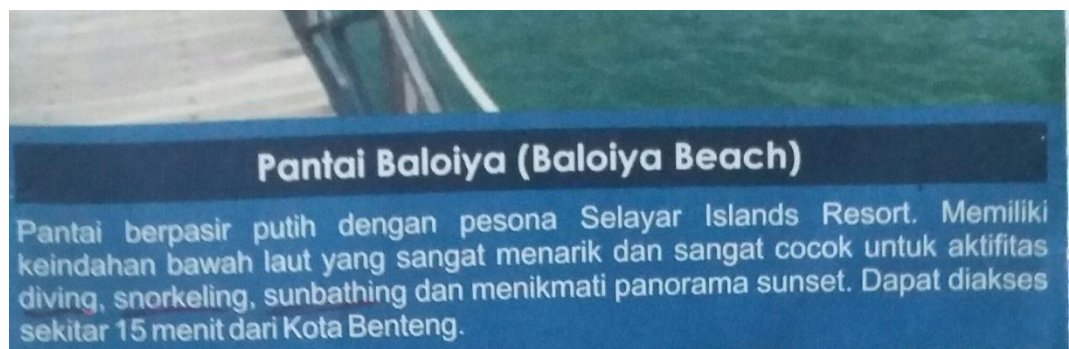 Pantai Baloiya (Baloiya Beach)
Pantai berpasir putih dengan pesona Selayar Islands Resort. Memiliki
keindahan bawah laut yang sangat menarik dan sangat cocok untuk aktifitas
diving, snorkeling, sunbathing dan menikmati panorama sunset. Dapat diakses
sekitar 15 menit dari Kota Benteng.